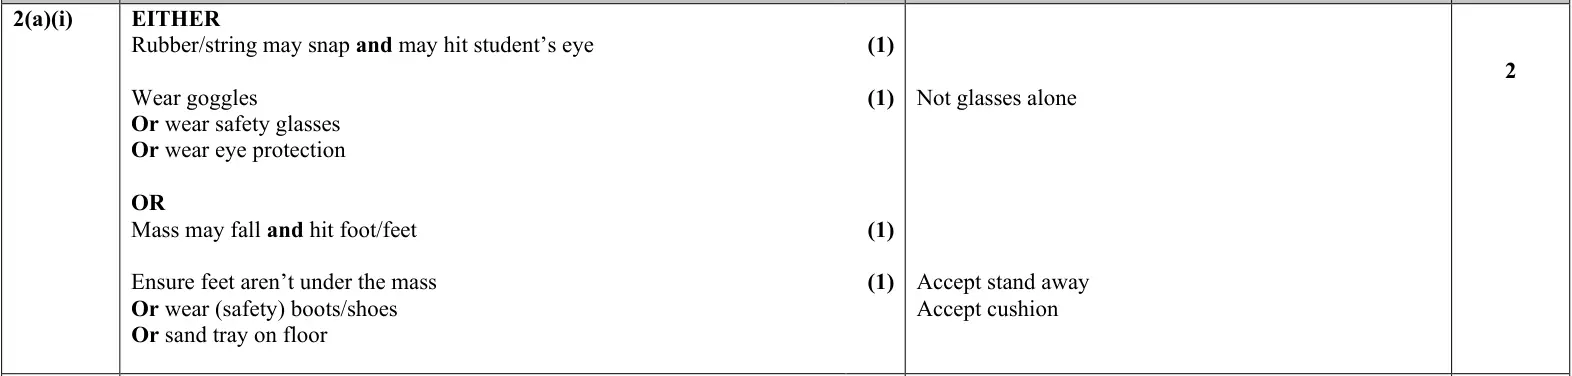 2(a)(i) EITHER
Rubber/string may snap and may hit student’s eye (1)
2
Wear goggles (1) Not glasses alone
Or wear safety glasses
Or wear eye protection
OR
Mass may fall and hit foot/feet (1)
Ensure feet aren’t under the mass (1) Accept stand away
Or wear (safety) boots/shoes Accept cushion
Or sand tray on floor